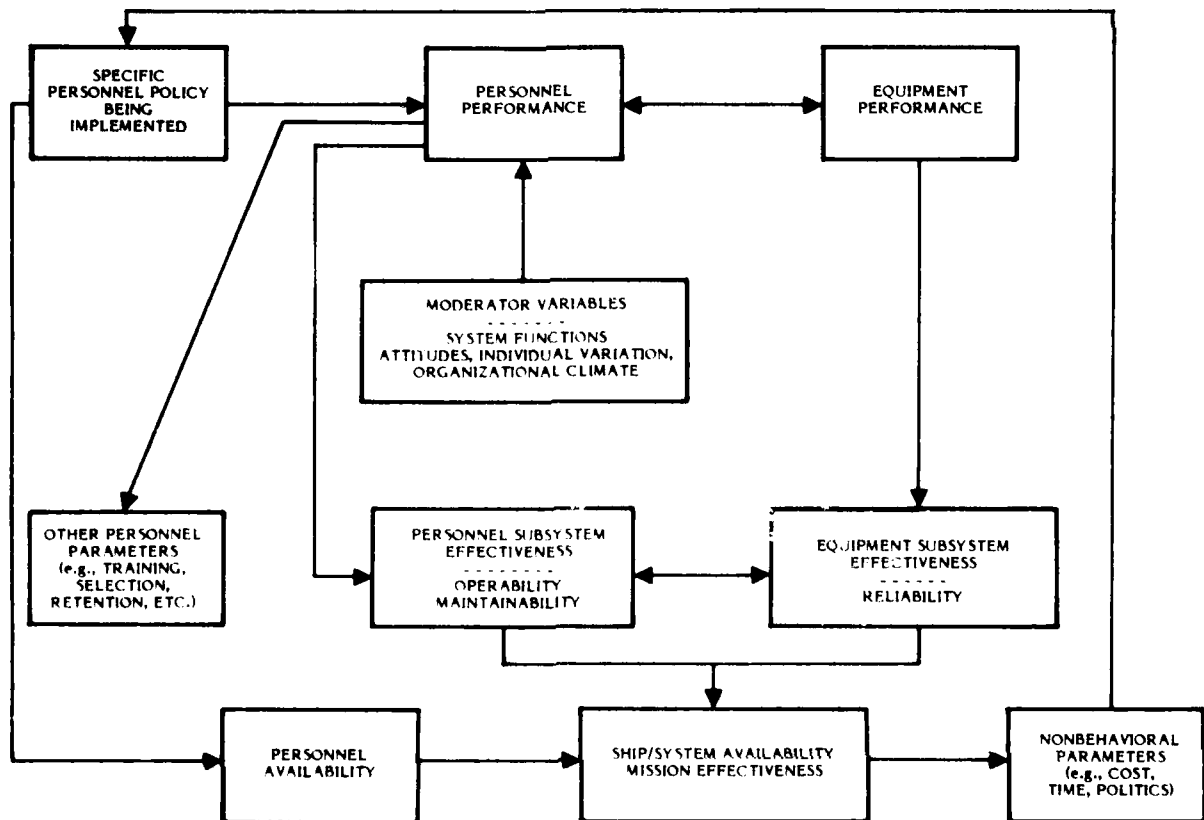 SPECIFIC
PERSONNEL POLICY
BEING
IMPLEMENTED
PERSONNEL
PERFORMANCE
EQUIPMENT
PERFORMANCE
MODERATOR VARIABLES
SYSTEM FUNCTIONS
ATTITUDES, INDIVIDUAL VARIATION,
ORGANIZATIONAL CLIMATE
OTHER PERSONNEL
PARAMETERS
(e.g., TRAINING,
SELECTION,
RETENTION, ETC.)
PERSONNEL SUBSYSTEM
EFFECTIVENESS
OPERABILITY
MAINTAINABILITY
EQUIPMENT SUBSYSTEM
EFFECTIVENESS
RELIABILITY
PERSONNEL
AVAILABILITY
SHIP/SYSTEM AVAILABILITY
MISSION EFFECTIVENESS
NONBEHAVIORAL
PARAMETERS
(e.g., COST,
TIME, POLITICS)